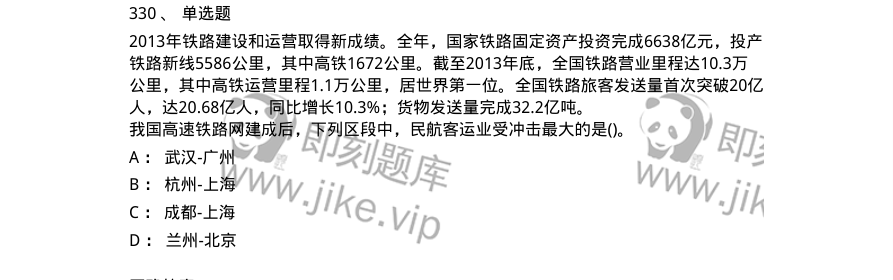 330 、 单选题
2013年铁路建设和运营取得新成绩。全年，国家铁路固定资产投资完成6638亿元，投产
铁路新线5586公里，其中高铁1672公里。截至2013年底，全国铁路营业里程达10.3万
公里，其中高铁运营里程1.1万公里，居世界第一位。全国铁路旅客发送量首次突破20亿
人，达20.68亿人，同比增长10.3%；货物发送量完成32.2亿吨。
我国高速铁路网建成后，下列区段中，民航客运业受冲击最大的是()。
A ： 武汉-广州
B ： 杭州-上海
C ： 成都-上海
D ： 兰州-北京
即刻题库
www.jike.vip
即刻
www.jik